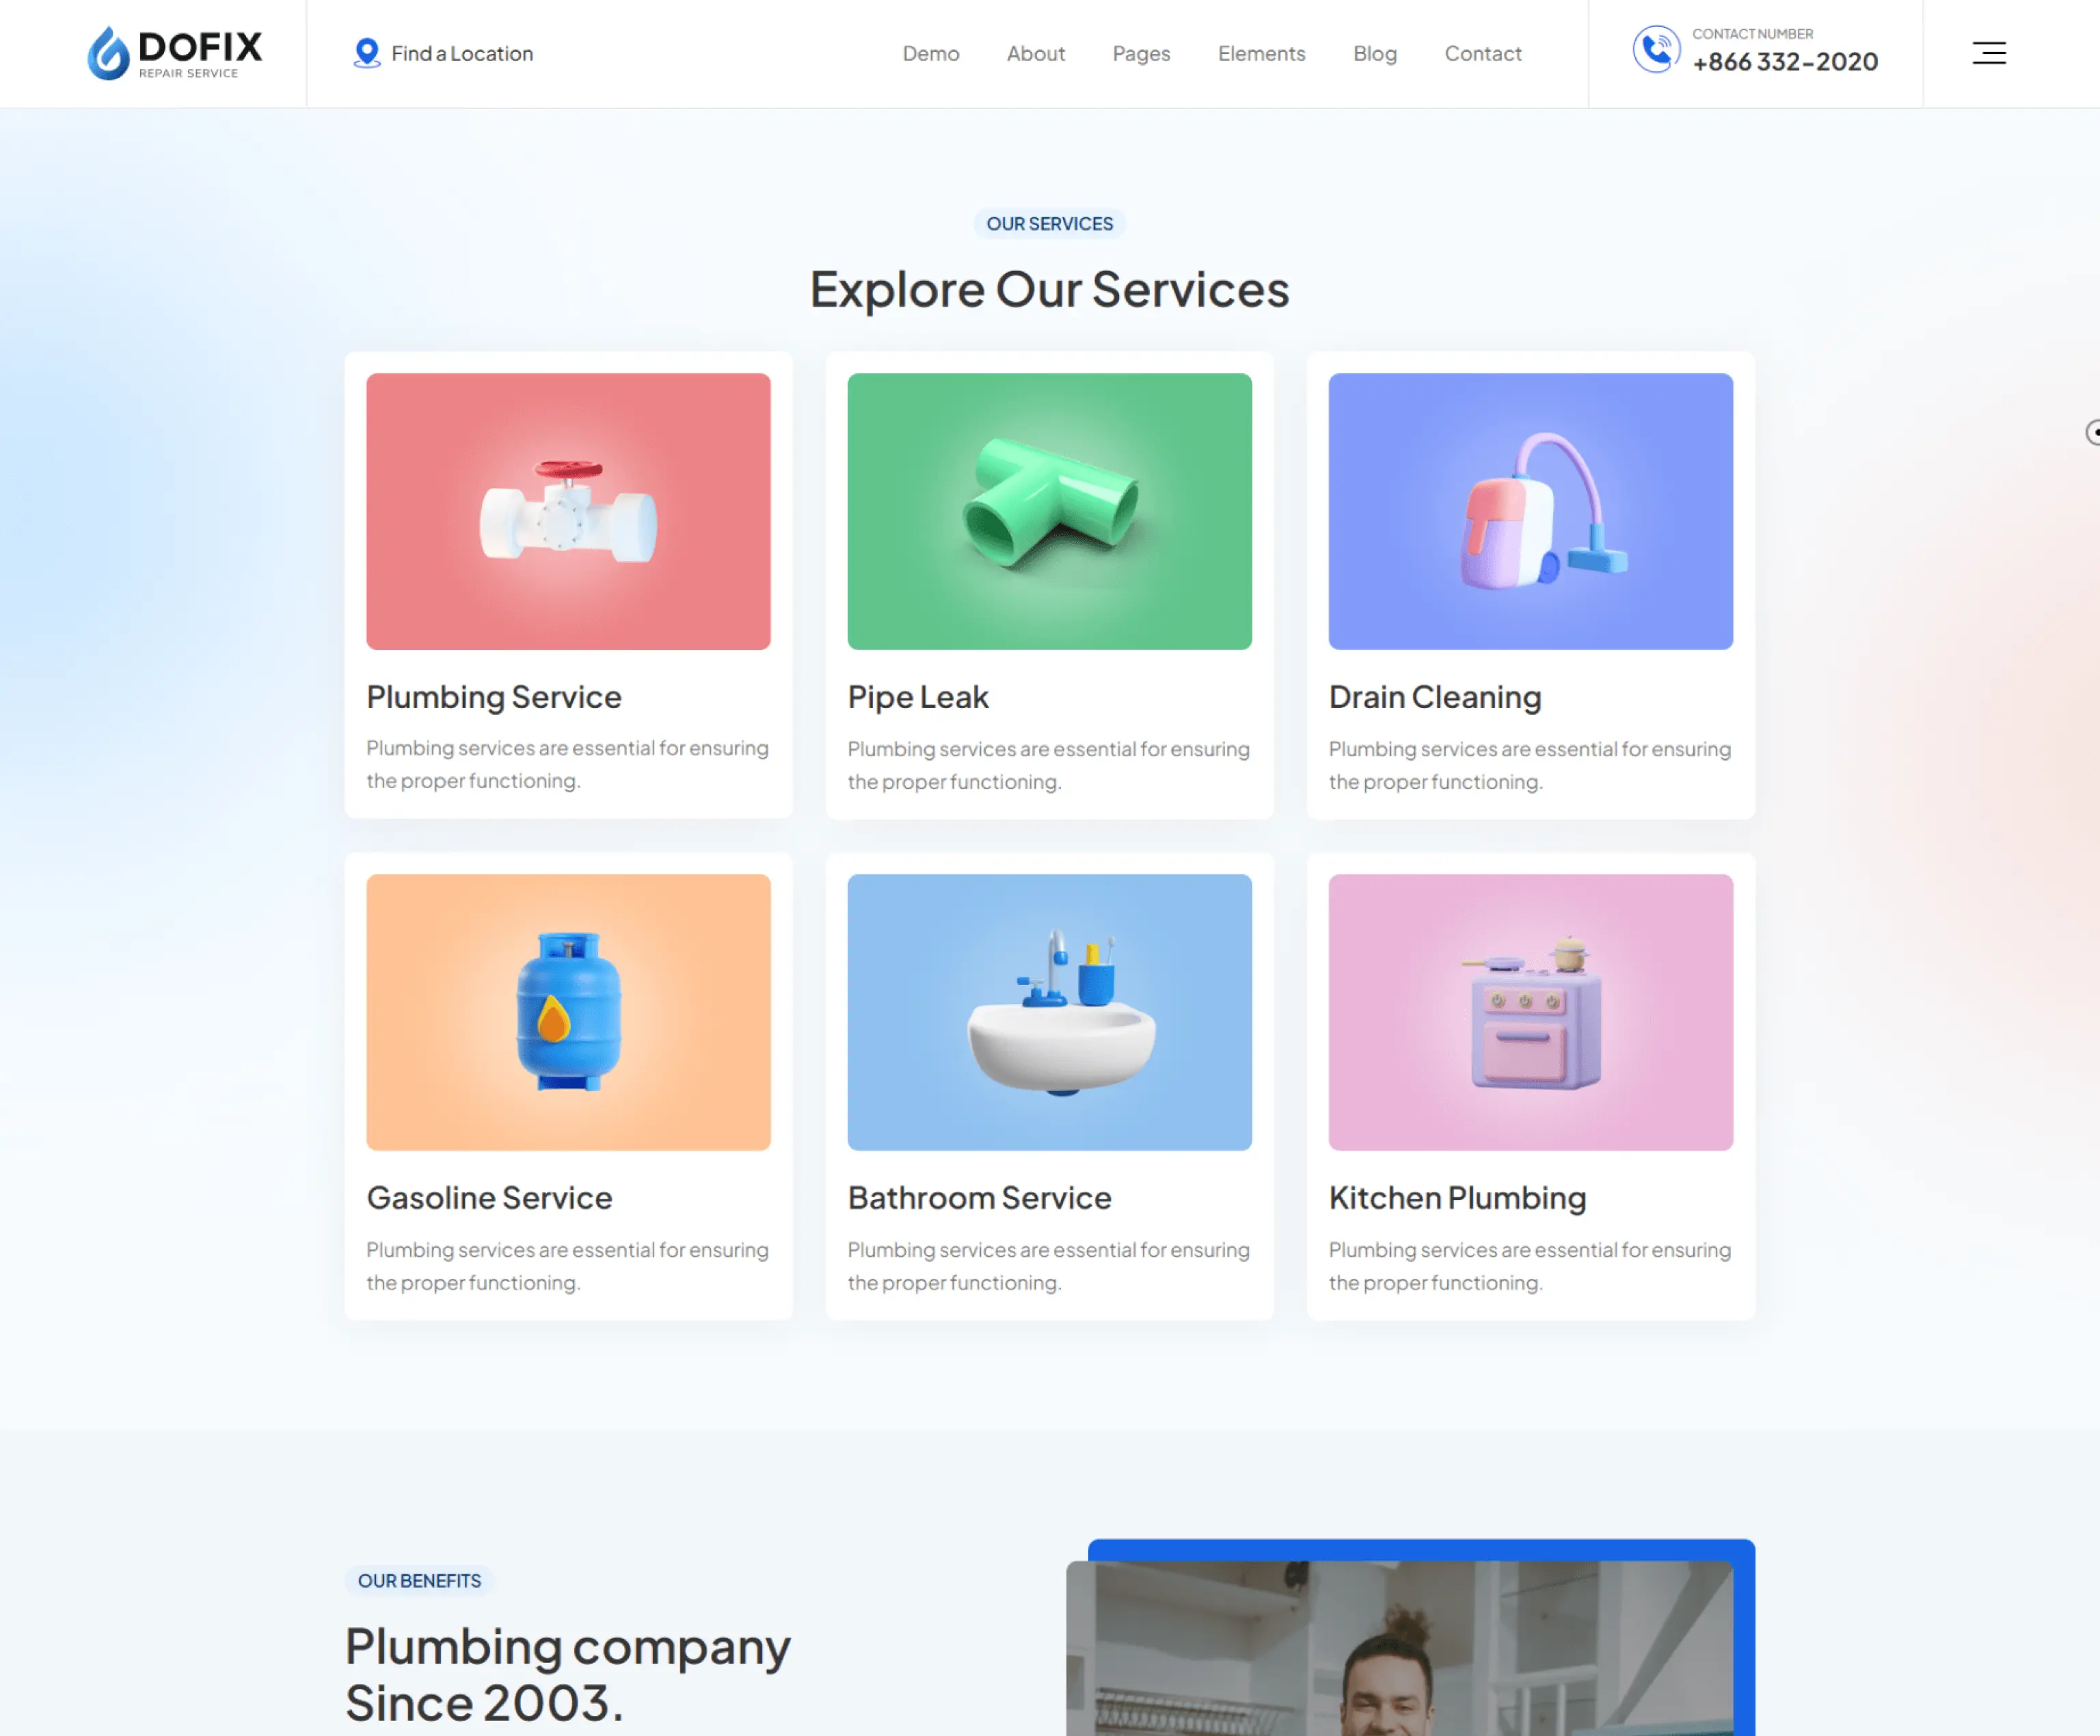 DOFIX
REPAIR SERVICE
Find a Location
Demo
About
Pages
Elements
Blog
Contact
CONTACT NUMBER
+866 332-2020
OUR SERVICES
Explore Our Services
Plumbing Service
Plumbing services are essential for ensuring
the proper functioning.
Pipe Leak
Plumbing services are essential for ensuring
the proper functioning.
Drain Cleaning
Plumbing services are essential for ensuring
the proper functioning.
Gasoline Service
Plumbing services are essential for ensuring
the proper functioning.
Bathroom Service
Plumbing services are essential for ensuring
the proper functioning.
Kitchen Plumbing
Plumbing services are essential for ensuring
the proper functioning.
OUR BENEFITS
Plumbing company
Since 2003.